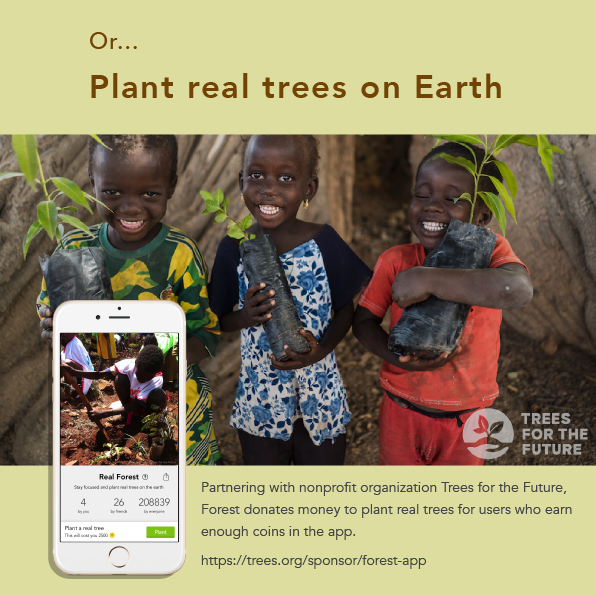 Or...
Plant real trees on Earth
TREES
FOR THE
FUTURE
Real Forest
Stay focused and plant real trees on the earth
4 26 208839
by you by friends by everyone
Plant a real tree
This will cost you 2500
Plant
Partnering with nonprofit organization Trees for the Future,
Forest donates money to plant real trees for users who earn
enough coins in the app.
https://trees.org/sponsor/forest-app